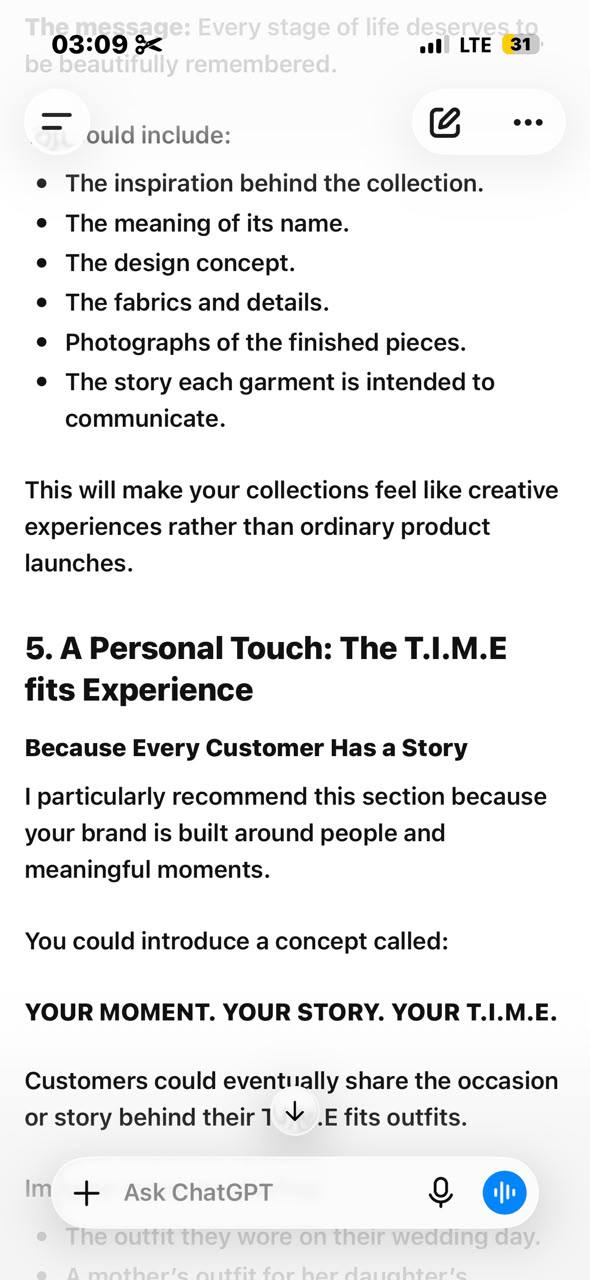 The message: Every stage of life deserves to
03:09 LTE 31
be beautifully remembered.
ould include:
• The inspiration behind the collection.
• The meaning of its name.
• The design concept.
• The fabrics and details.
• Photographs of the finished pieces.
• The story each garment is intended to
communicate.
This will make your collections feel like creative
experiences rather than ordinary product
launches.
5. A Personal Touch: The T.I.M.E
fits Experience
Because Every Customer Has a Story
I particularly recommend this section because
your brand is built around people and
meaningful moments.
You could introduce a concept called:
YOUR MOMENT. YOUR STORY. YOUR T.I.M.E.
Customers could eventually share the occasion
or story behind their T .E fits outfits.
Im
Ask ChatGPT
• The outfit they wore on their wedding day.
• A mother's outfit for her daughter's